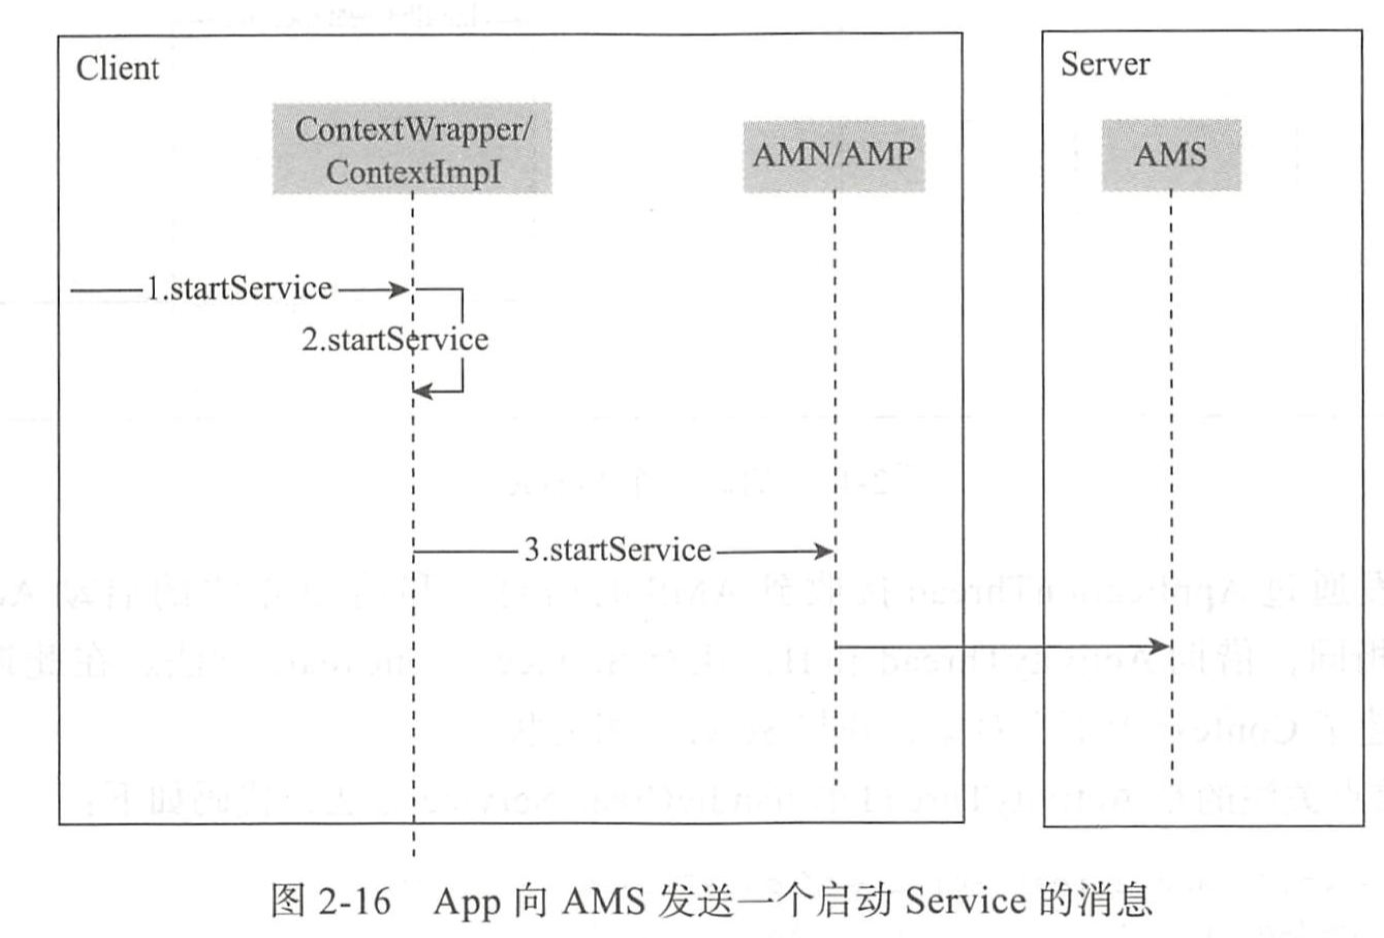 Client
Server
ContextWrapper/
ContextImpI
AMN/AMP
AMS
1.startService
2.startService
3.startService
图 2-16 App 向 AMS 发送一个启动 Service 的消息